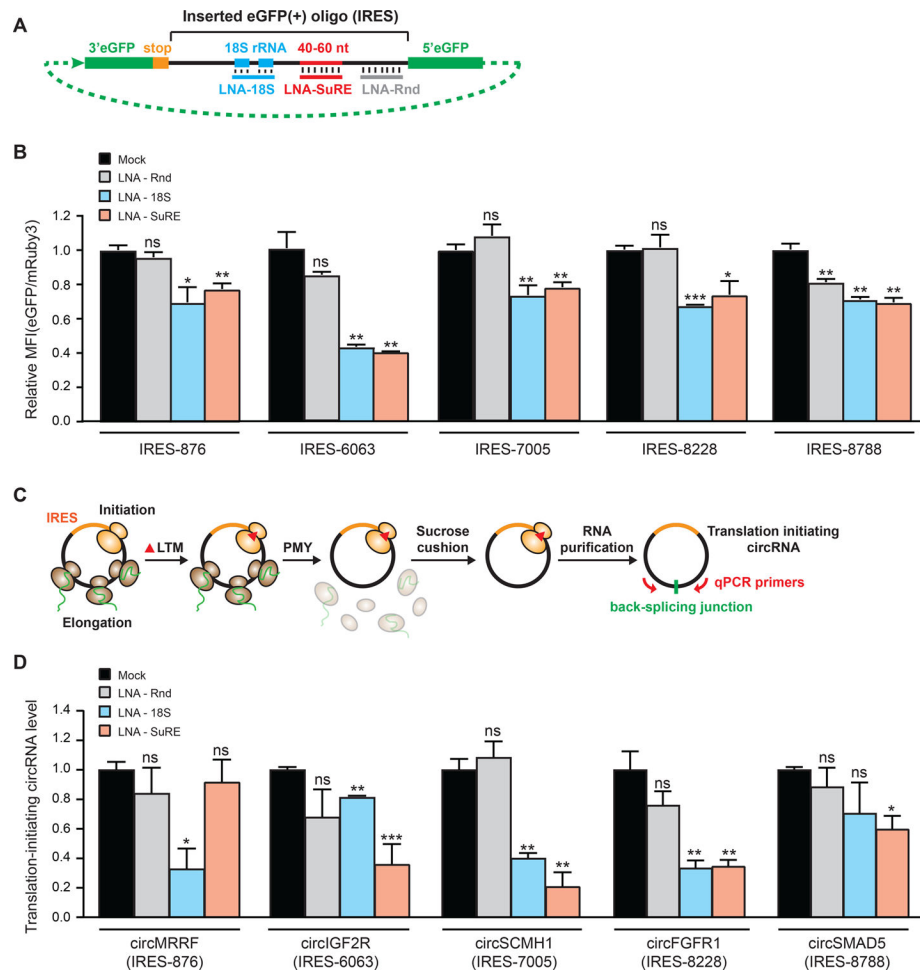 A
Inserted eGFP(+) oligo (IRES)
3'eGFP
stop
18S rRNA
40-60 nt
5'eGFP
LNA-18S
LNA-SuRE
LNA-Rnd
B
Mock
LNA - Rnd
LNA - 18S
LNA - SuRE
Relative MFI(eGFP/mRuby3)
1.2
1.0
0.8
0.6
0.4
0.2
0.0
ns
*
**
ns
**
**
ns
**
**
ns
***
*
**
**
**
IRES-876
IRES-6063
IRES-7005
IRES-8228
IRES-8788
C
IRES
Initiation
Elongation
LTM
PMY
Sucrose
cushion
RNA
purification
Translation initiating
circRNA
qPCR primers
back-splicing junction
D
Mock
LNA - Rnd
LNA - 18S
LNA - SuRE
Translation-initiating circRNA level
1.4
1.2
1.0
0.8
0.6
0.4
0.2
0.0
ns
*
ns
ns
**
***
ns
**
**
ns
**
**
ns
ns
*
circMRRF
(IRES-876)
circIGF2R
(IRES-6063)
circSCMH1
(IRES-7005)
circFGFR1
(IRES-8228)
circSMAD5
(IRES-8788)